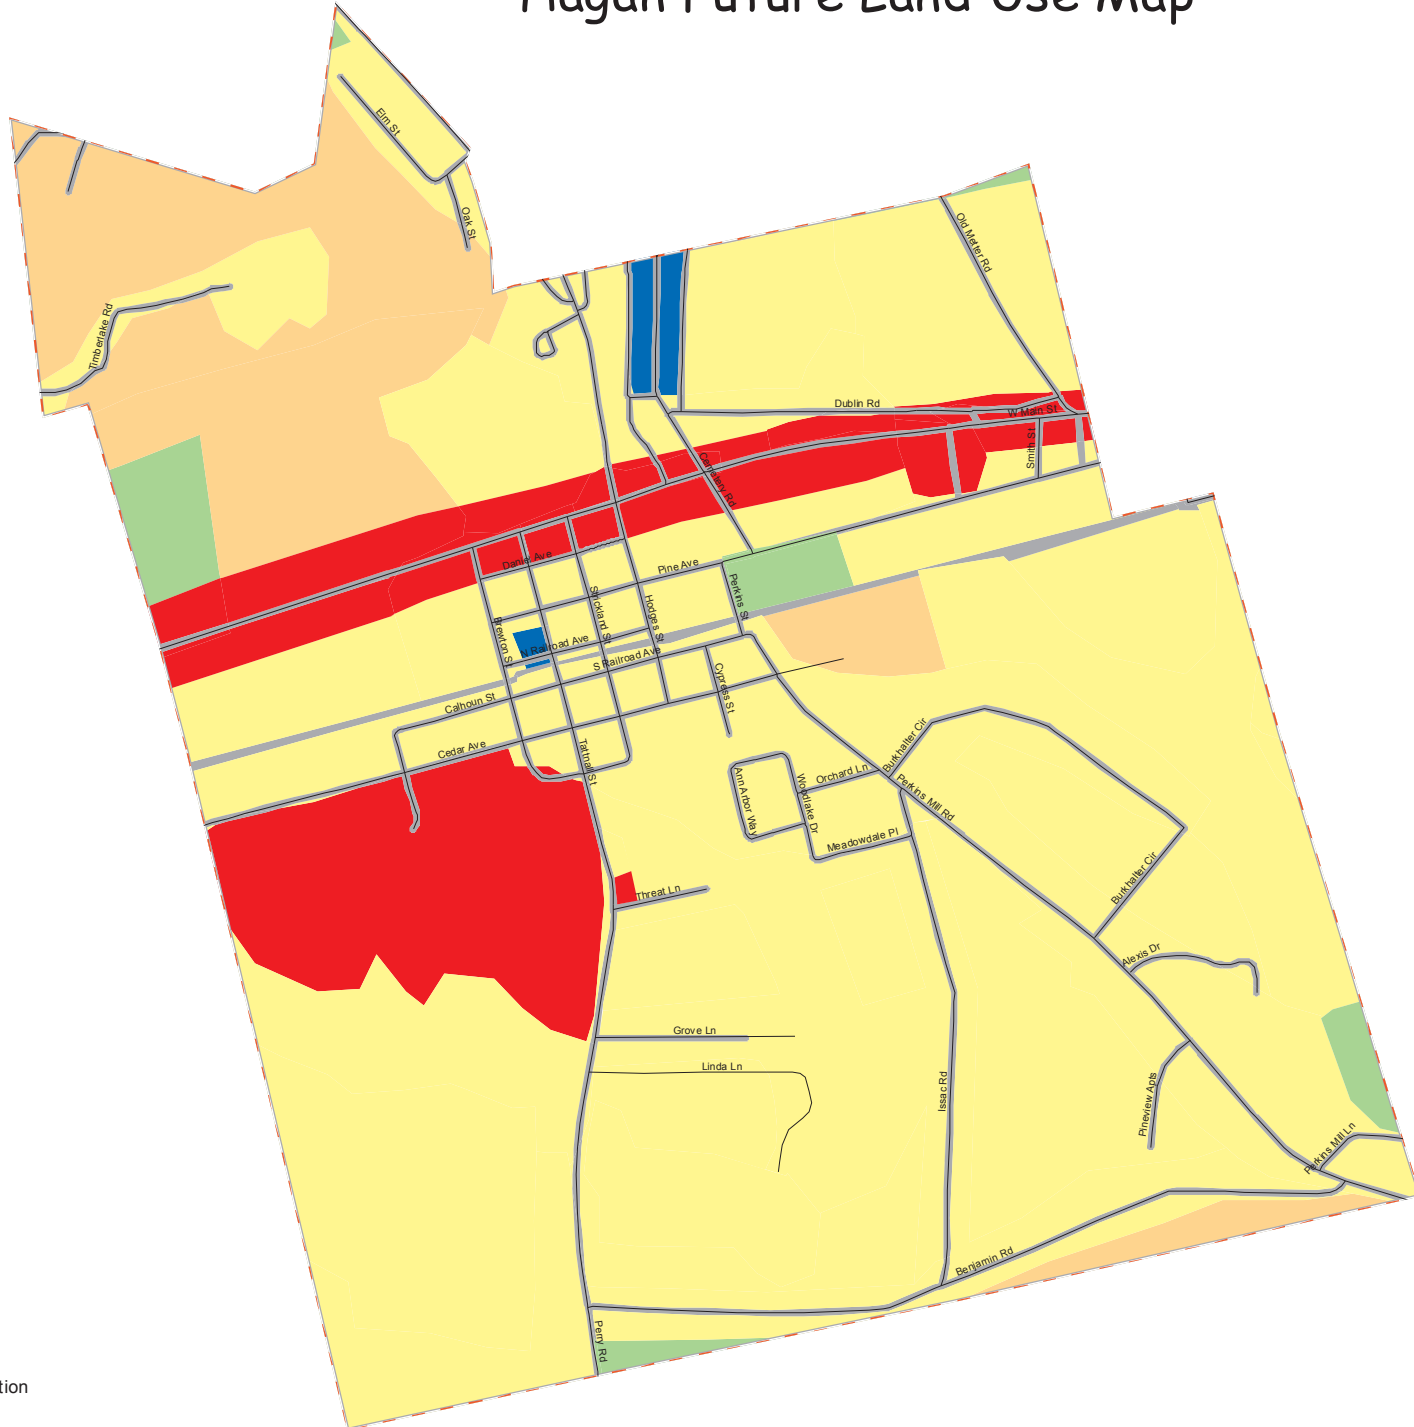 Hagan Future Land Use Map
Elm St
Oak St
Old Metter Rd
Timberlake Rd
Dublin Rd
W Main St
Smith St
Cemetery Rd
Daniel Ave
Pine Ave
Perkins St
Strickland St
Hodges St
Brewton St
N Railroad Ave
S Railroad Ave
Cypress St
Calhoun St
Cedar Ave
Tattnall St
Burkhalter Cir
Orchard Ln
Ann Arbor Way
Woodlake Dr
Perkins Mill Rd
Meadowdale Pl
Burkhalter Cir
Threat Ln
Alexis Dr
Grove Ln
Linda Ln
Issac Rd
Pineview Apts
Perkins Mill Ln
Benjamin Rd
Perry Rd
tion